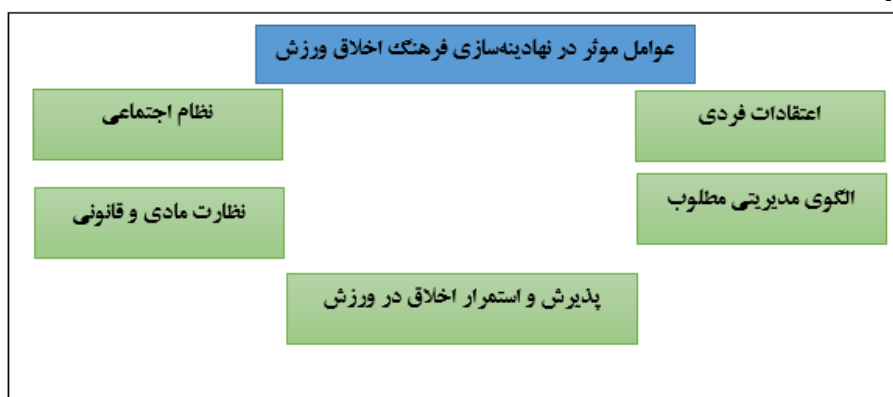 عوامل موثر در نهادینه‌سازی فرهنگ اخلاق ورزش
اعتقادات فردی
نظام اجتماعی
الگوی مدیریتی مطلوب
نظارت مادی و قانونی
پذیرش و استمرار اخلاق در ورزش